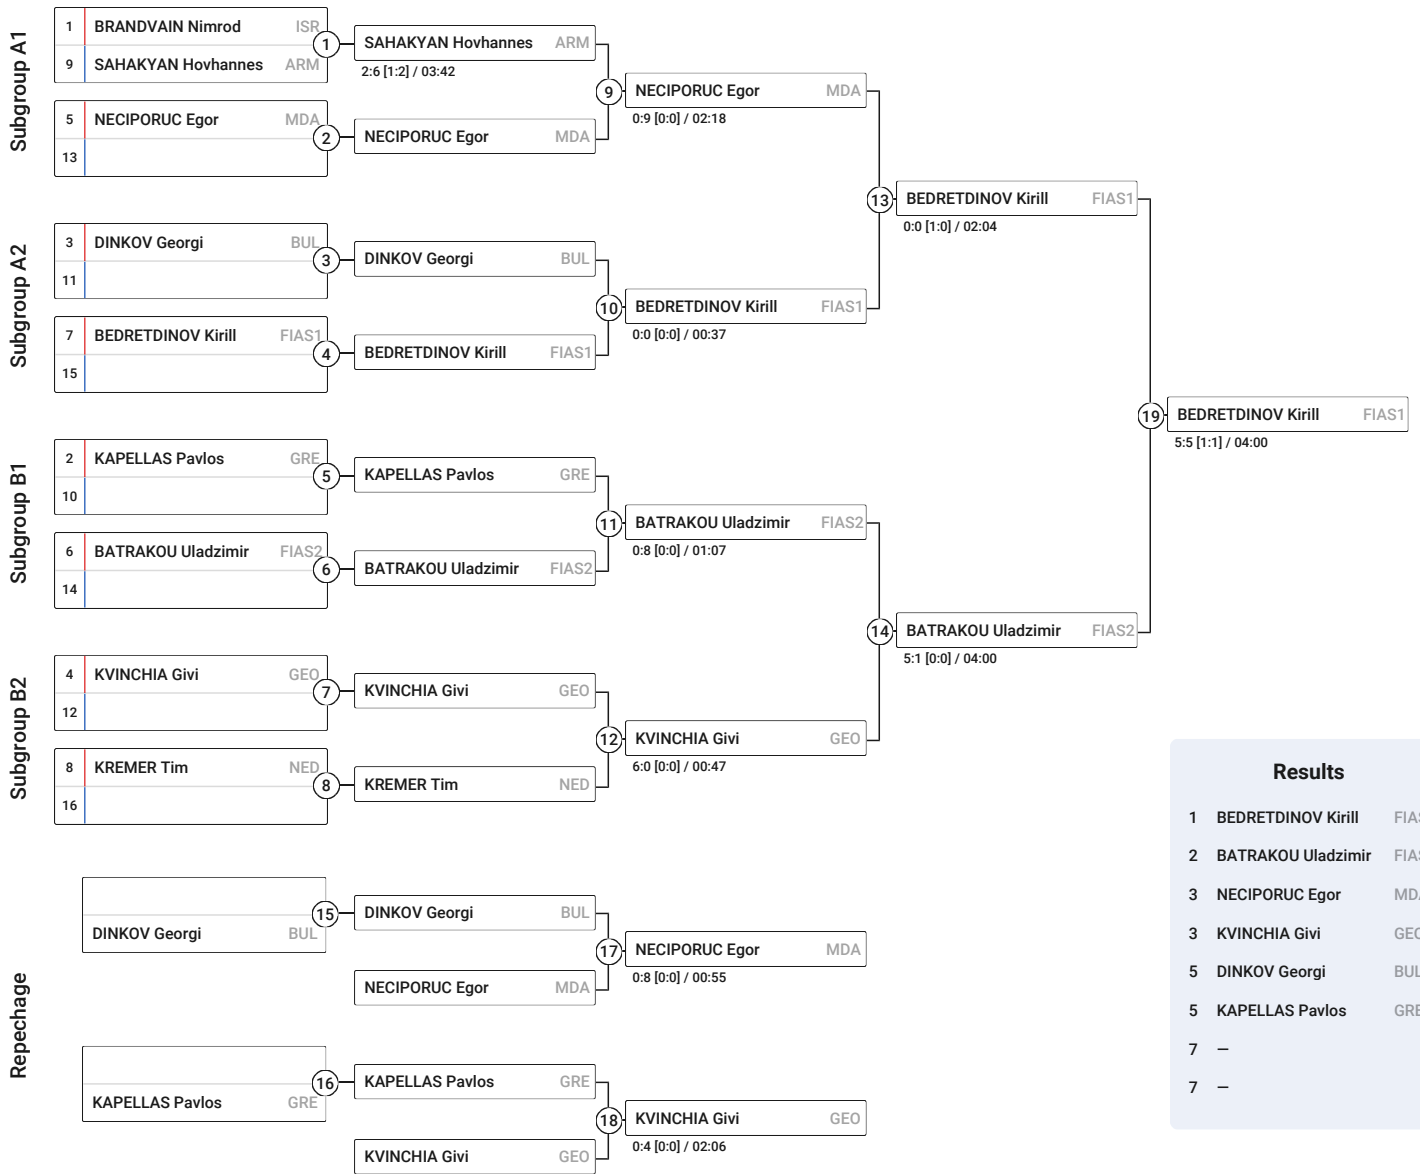 Subgroup A1
1 BRANDVAIN Nimrod ISR
9 SAHAKYAN Hovhannes ARM
1
5 NECIPORUC Egor MDA
13
2
SAHAKYAN Hovhannes ARM
2:6 [1:2] / 03:42
NECIPORUC Egor MDA
9
NECIPORUC Egor MDA
0:9 [0:0] / 02:18
Subgroup A2
3 DINKOV Georgi BUL
11
3
7 BEDRETDINOV Kirill FIAS1
15
4
DINKOV Georgi BUL
BEDRETDINOV Kirill FIAS1
10
BEDRETDINOV Kirill FIAS1
0:0 [0:0] / 00:37
13
BEDRETDINOV Kirill FIAS1
0:0 [1:0] / 02:04
Subgroup B1
2 KAPELLAS Pavlos GRE
10
5
6 BATRAKOU Uladzimir FIAS2
14
6
KAPELLAS Pavlos GRE
BATRAKOU Uladzimir FIAS2
11
BATRAKOU Uladzimir FIAS2
0:8 [0:0] / 01:07
Subgroup B2
4 KVINCHIA Givi GEO
12
7
8 KREMER Tim NED
16
8
KVINCHIA Givi GEO
KREMER Tim NED
12
KVINCHIA Givi GEO
6:0 [0:0] / 00:47
14
BATRAKOU Uladzimir FIAS2
5:1 [0:0] / 04:00
19
BEDRETDINOV Kirill FIAS1
5:5 [1:1] / 04:00
Repechage
DINKOV Georgi BUL
15
DINKOV Georgi BUL
NECIPORUC Egor MDA
17
NECIPORUC Egor MDA
0:8 [0:0] / 00:55
KAPELLAS Pavlos GRE
16
KAPELLAS Pavlos GRE
KVINCHIA Givi GEO
18
KVINCHIA Givi GEO
0:4 [0:0] / 02:06
Results
1 BEDRETDINOV Kirill
2 BATRAKOU Uladzimir
3 NECIPORUC Egor
3 KVINCHIA Givi
5 DINKOV Georgi BUL
5 KAPELLAS Pavlos
7 –
7 –